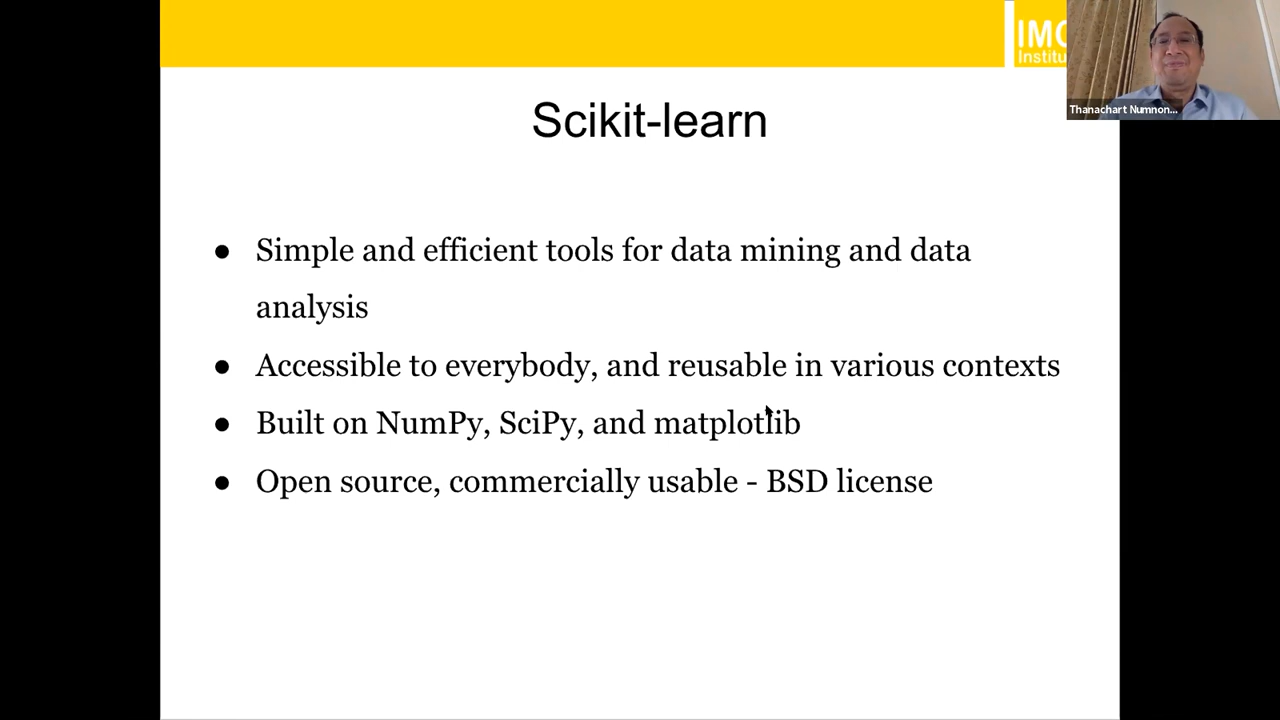 IMC
Institu
Thanachart Numnon...
Scikit-learn
● Simple and efficient tools for data mining and data
analysis
● Accessible to everybody, and reusable in various contexts
● Built on NumPy, SciPy, and matplotlib
● Open source, commercially usable - BSD license